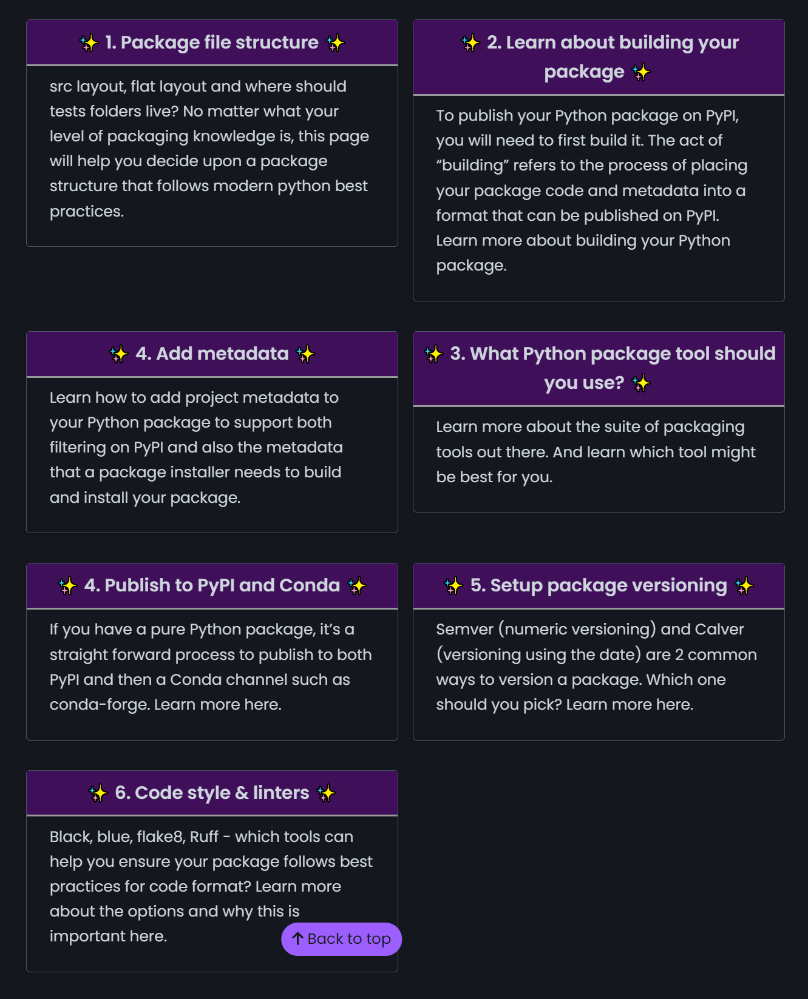 ✨ 1. Package file structure ✨
src layout, flat layout and where should
tests folders live? No matter what your
level of packaging knowledge is, this page
will help you decide upon a package
structure that follows modern python best
practices.
✨ 2. Learn about building your
package ✨
To publish your Python package on PyPI,
you will need to first build it. The act of
“building” refers to the process of placing
your package code and metadata into a
format that can be published on PyPI.
Learn more about building your Python
package.
✨ 4. Add metadata ✨
Learn how to add project metadata to
your Python package to support both
filtering on PyPI and also the metadata
that a package installer needs to build
and install your package.
✨ 3. What Python package tool should
you use? ✨
Learn more about the suite of packaging
tools out there. And learn which tool might
be best for you.
✨ 4. Publish to PyPI and Conda ✨
If you have a pure Python package, it’s a
straight forward process to publish to both
PyPI and then a Conda channel such as
conda-forge. Learn more here.
✨ 5. Setup package versioning ✨
Semver (numeric versioning) and Calver
(versioning using the date) are 2 common
ways to version a package. Which one
should you pick? Learn more here.
✨ 6. Code style & linters ✨
Black, blue, flake8, Ruff - which tools can
help you ensure your package follows best
practices for code format? Learn more
about the options and why this is
important here.
↑ Back to top